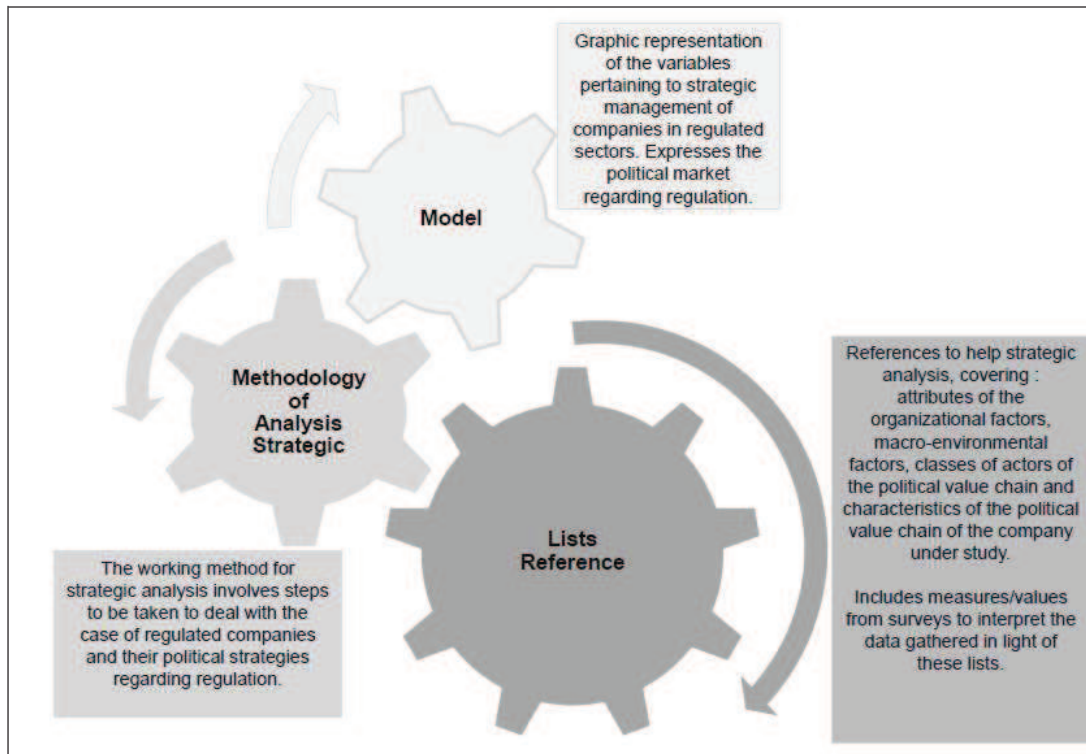 Graphic representation
of the variables
pertaining to strategic
management of
companies in regulated
sectors. Expresses the
political market
regarding regulation.
Model
Methodology
of
Analysis
Strategic
References to help strategic
analysis, covering :
attributes of the
organizational factors,
macro-environmental
factors, classes of actors of
the political value chain and
characteristics of the political
value chain of the company
under study.
Includes measures/values
from surveys to interpret the
data gathered in light of
these lists.
Lists
Reference
The working method for
strategic analysis involves steps
to be taken to deal with the
case of regulated companies
and their political strategies
regarding regulation.